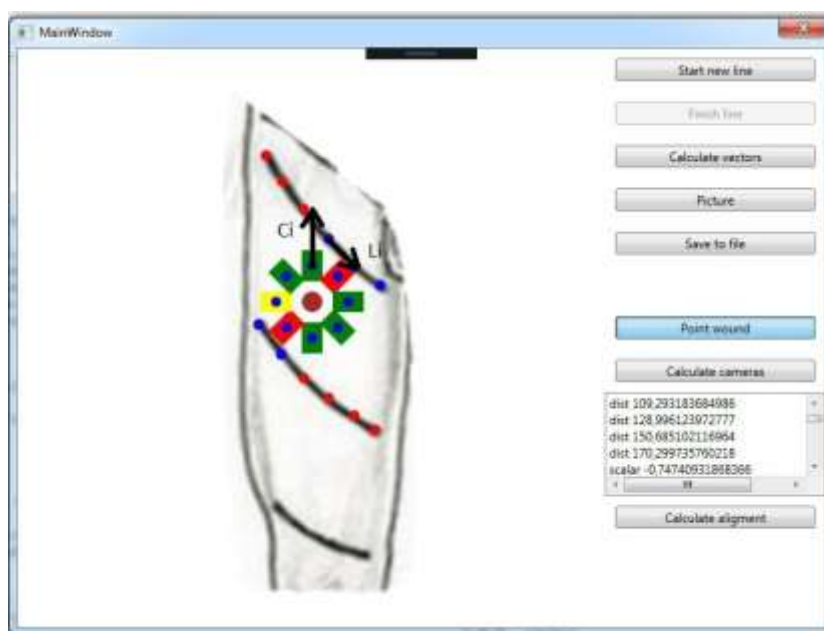 MainWindow
Start new line
Finish line
Calculate vectors
Picture
Save to file
Ci
Li
Point wound
Calculate cameras
dist 109,293183684986
dist 128,996123972777
dist 150,685102116964
dist 170,299735760218
scalar -0,74740931868366
Calculate aligment